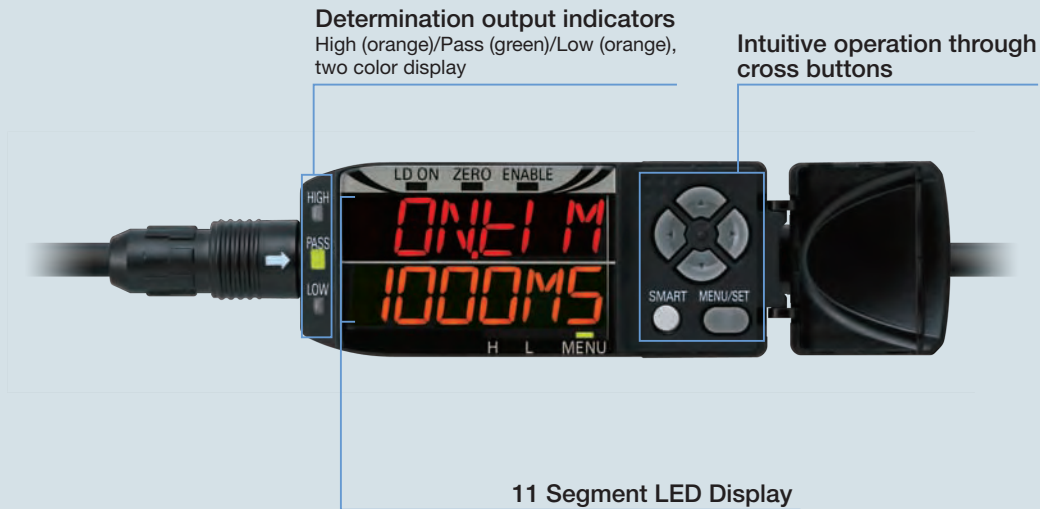 Determination output indicators
High (orange)/Pass (green)/Low (orange),
two color display
Intuitive operation through
cross buttons
LD ON ZERO ENABLE
HIGH
PASS
LOW
ON.tI M
1000MS
SMART MENU/SET
H L MENU
11 Segment LED Display